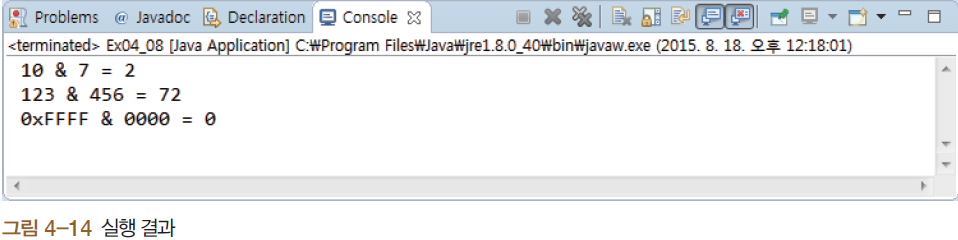 Problems @ Javadoc Declaration Console
<terminated> Ex04_08 [Java Application] C:₩Program Files₩Java₩jre1.8.0_40₩bin₩javaw.exe (2015. 8. 18. 오후 12:18:01)
10 & 7 = 2
123 & 456 = 72
0xFFFF & 0000 = 0
그림 4-14 실행 결과